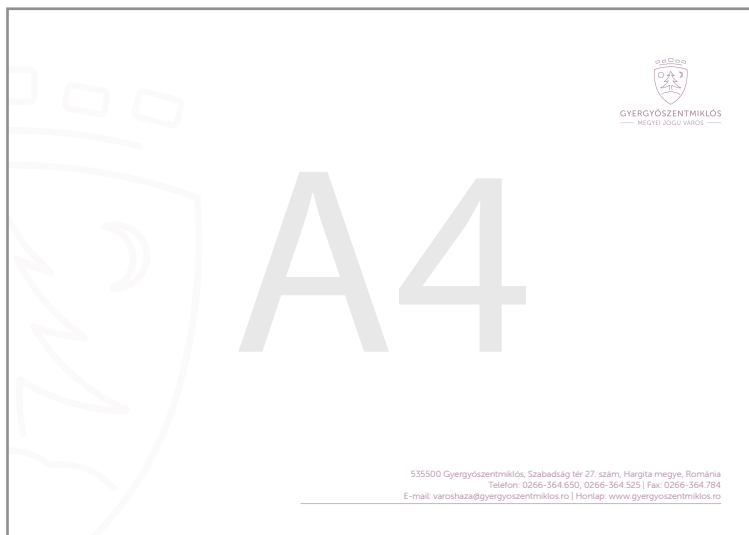 GYERGYÓSZENTMIKLÓS
MEGYEI JOGÚ VÁROS
A4
535500 Gyergyószentmiklós, Szabadság tér 27. szám, Hargita megye, Románia
Telefon: 0266-364.650, 0266-364.525 | Fax: 0266-364.784
E-mail: varoshaza@gyergyoszentmiklos.ro | Honlap: www.gyergyoszentmiklos.ro